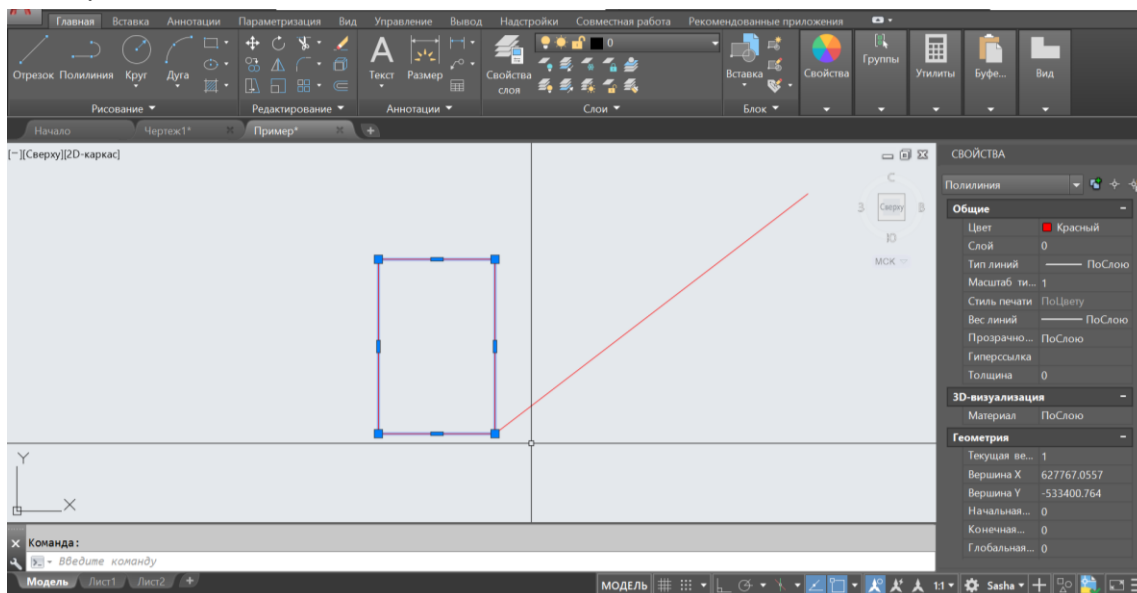 Главная Вставка Аннотации Параметризация Вид Управление Вывод Надстройки Совместная работа Рекомендованные приложения
0
Отрезок Полилиния Круг Дуга Текст Размер Свойства слоя Вставка Свойства Группы Утилиты Буфе... Вид
Рисование Редактирование Аннотации Слои Блок
Начало Чертеж1* Пример* +
[−][Сверху][2D-каркас]
С
З Сверху В
Ю
МСК
Y
X
СВОЙСТВА
Полилиния
Общие
Цвет Красный
Слой 0
Тип линий ПоСлою
Масштаб ти... 1
Стиль печати ПоЦвету
Вес линий ПоСлою
Прозрачно... ПоСлою
Гиперссылка
Толщина 0
3D-визуализация
Материал ПоСлою
Геометрия
Текущая ве... 1
Вершина X 627767.0557
Вершина Y -533400.764
Начальная... 0
Конечная... 0
Глобальная... 0
Команда:
Введите команду
Модель Лист1 Лист2 +
МОДЕЛЬ 1:1 Sasha